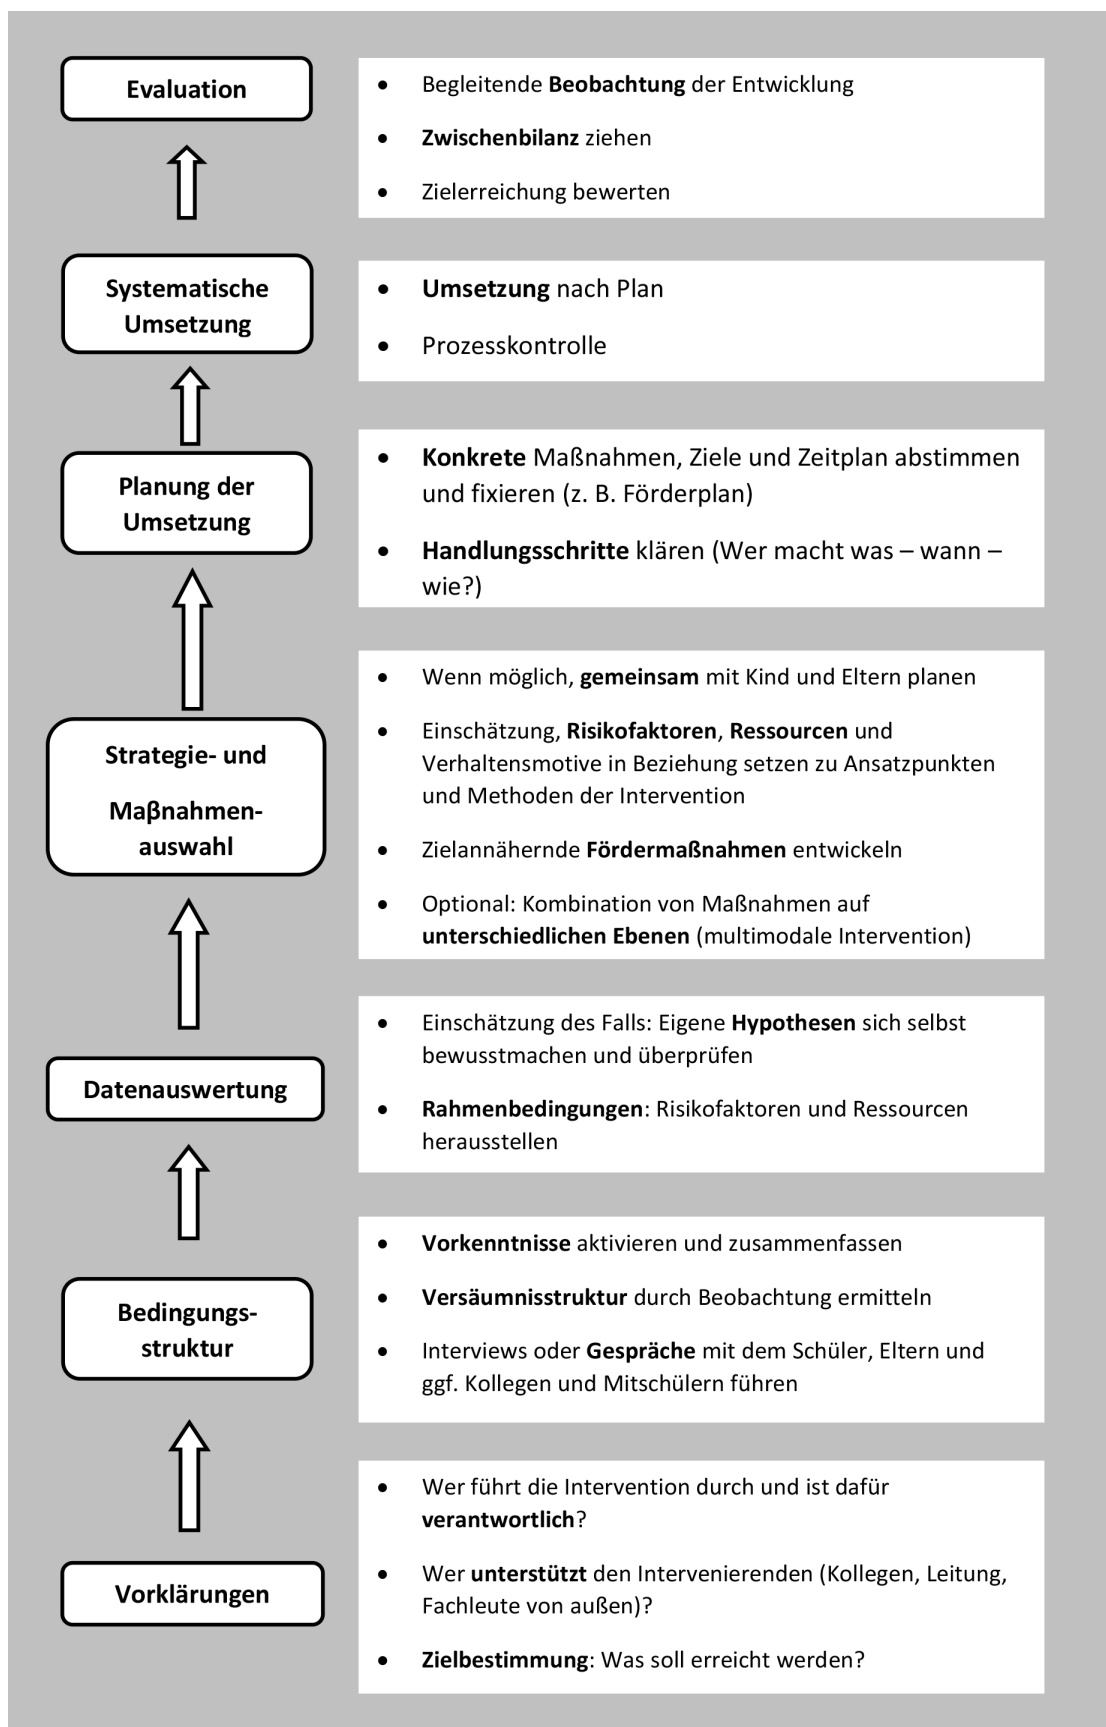 Evaluation
• Begleitende Beobachtung der Entwicklung
• Zwischenbilanz ziehen
• Zielerreichung bewerten
Systematische
Umsetzung
• Umsetzung nach Plan
• Prozesskontrolle
Planung der
Umsetzung
• Konkrete Maßnahmen, Ziele und Zeitplan abstimmen
und fixieren (z. B. Förderplan)
• Handlungsschritte klären (Wer macht was – wann –
wie?)
Strategie- und
Maβnahmen-
auswahl
• Wenn möglich, gemeinsam mit Kind und Eltern planen
• Einschätzung, Risikofaktoren, Ressourcen und
Verhaltensmotive in Beziehung setzen zu Ansatzpunkten
und Methoden der Intervention
• Zielannähernde Fördermaßnahmen entwickeln
• Optional: Kombination von Maßnahmen auf
unterschiedlichen Ebenen (multimodale Intervention)
Datenauswertung
• Einschätzung des Falls: Eigene Hypothesen sich selbst
bewusstmachen und überprüfen
• Rahmenbedingungen: Risikofaktoren und Ressourcen
herausstellen
Bedingungs-
struktur
• Vorkenntnisse aktivieren und zusammenfassen
• Versäumnisstruktur durch Beobachtung ermitteln
• Interviews oder Gespräche mit dem Schüler, Eltern und
ggf. Kollegen und Mitschülern führen
Vorklärungen
• Wer führt die Intervention durch und ist dafür
verantwortlich?
• Wer unterstützt den Intervenierenden (Kollegen, Leitung,
Fachleute von außen)?
• Zielbestimmung: Was soll erreicht werden?